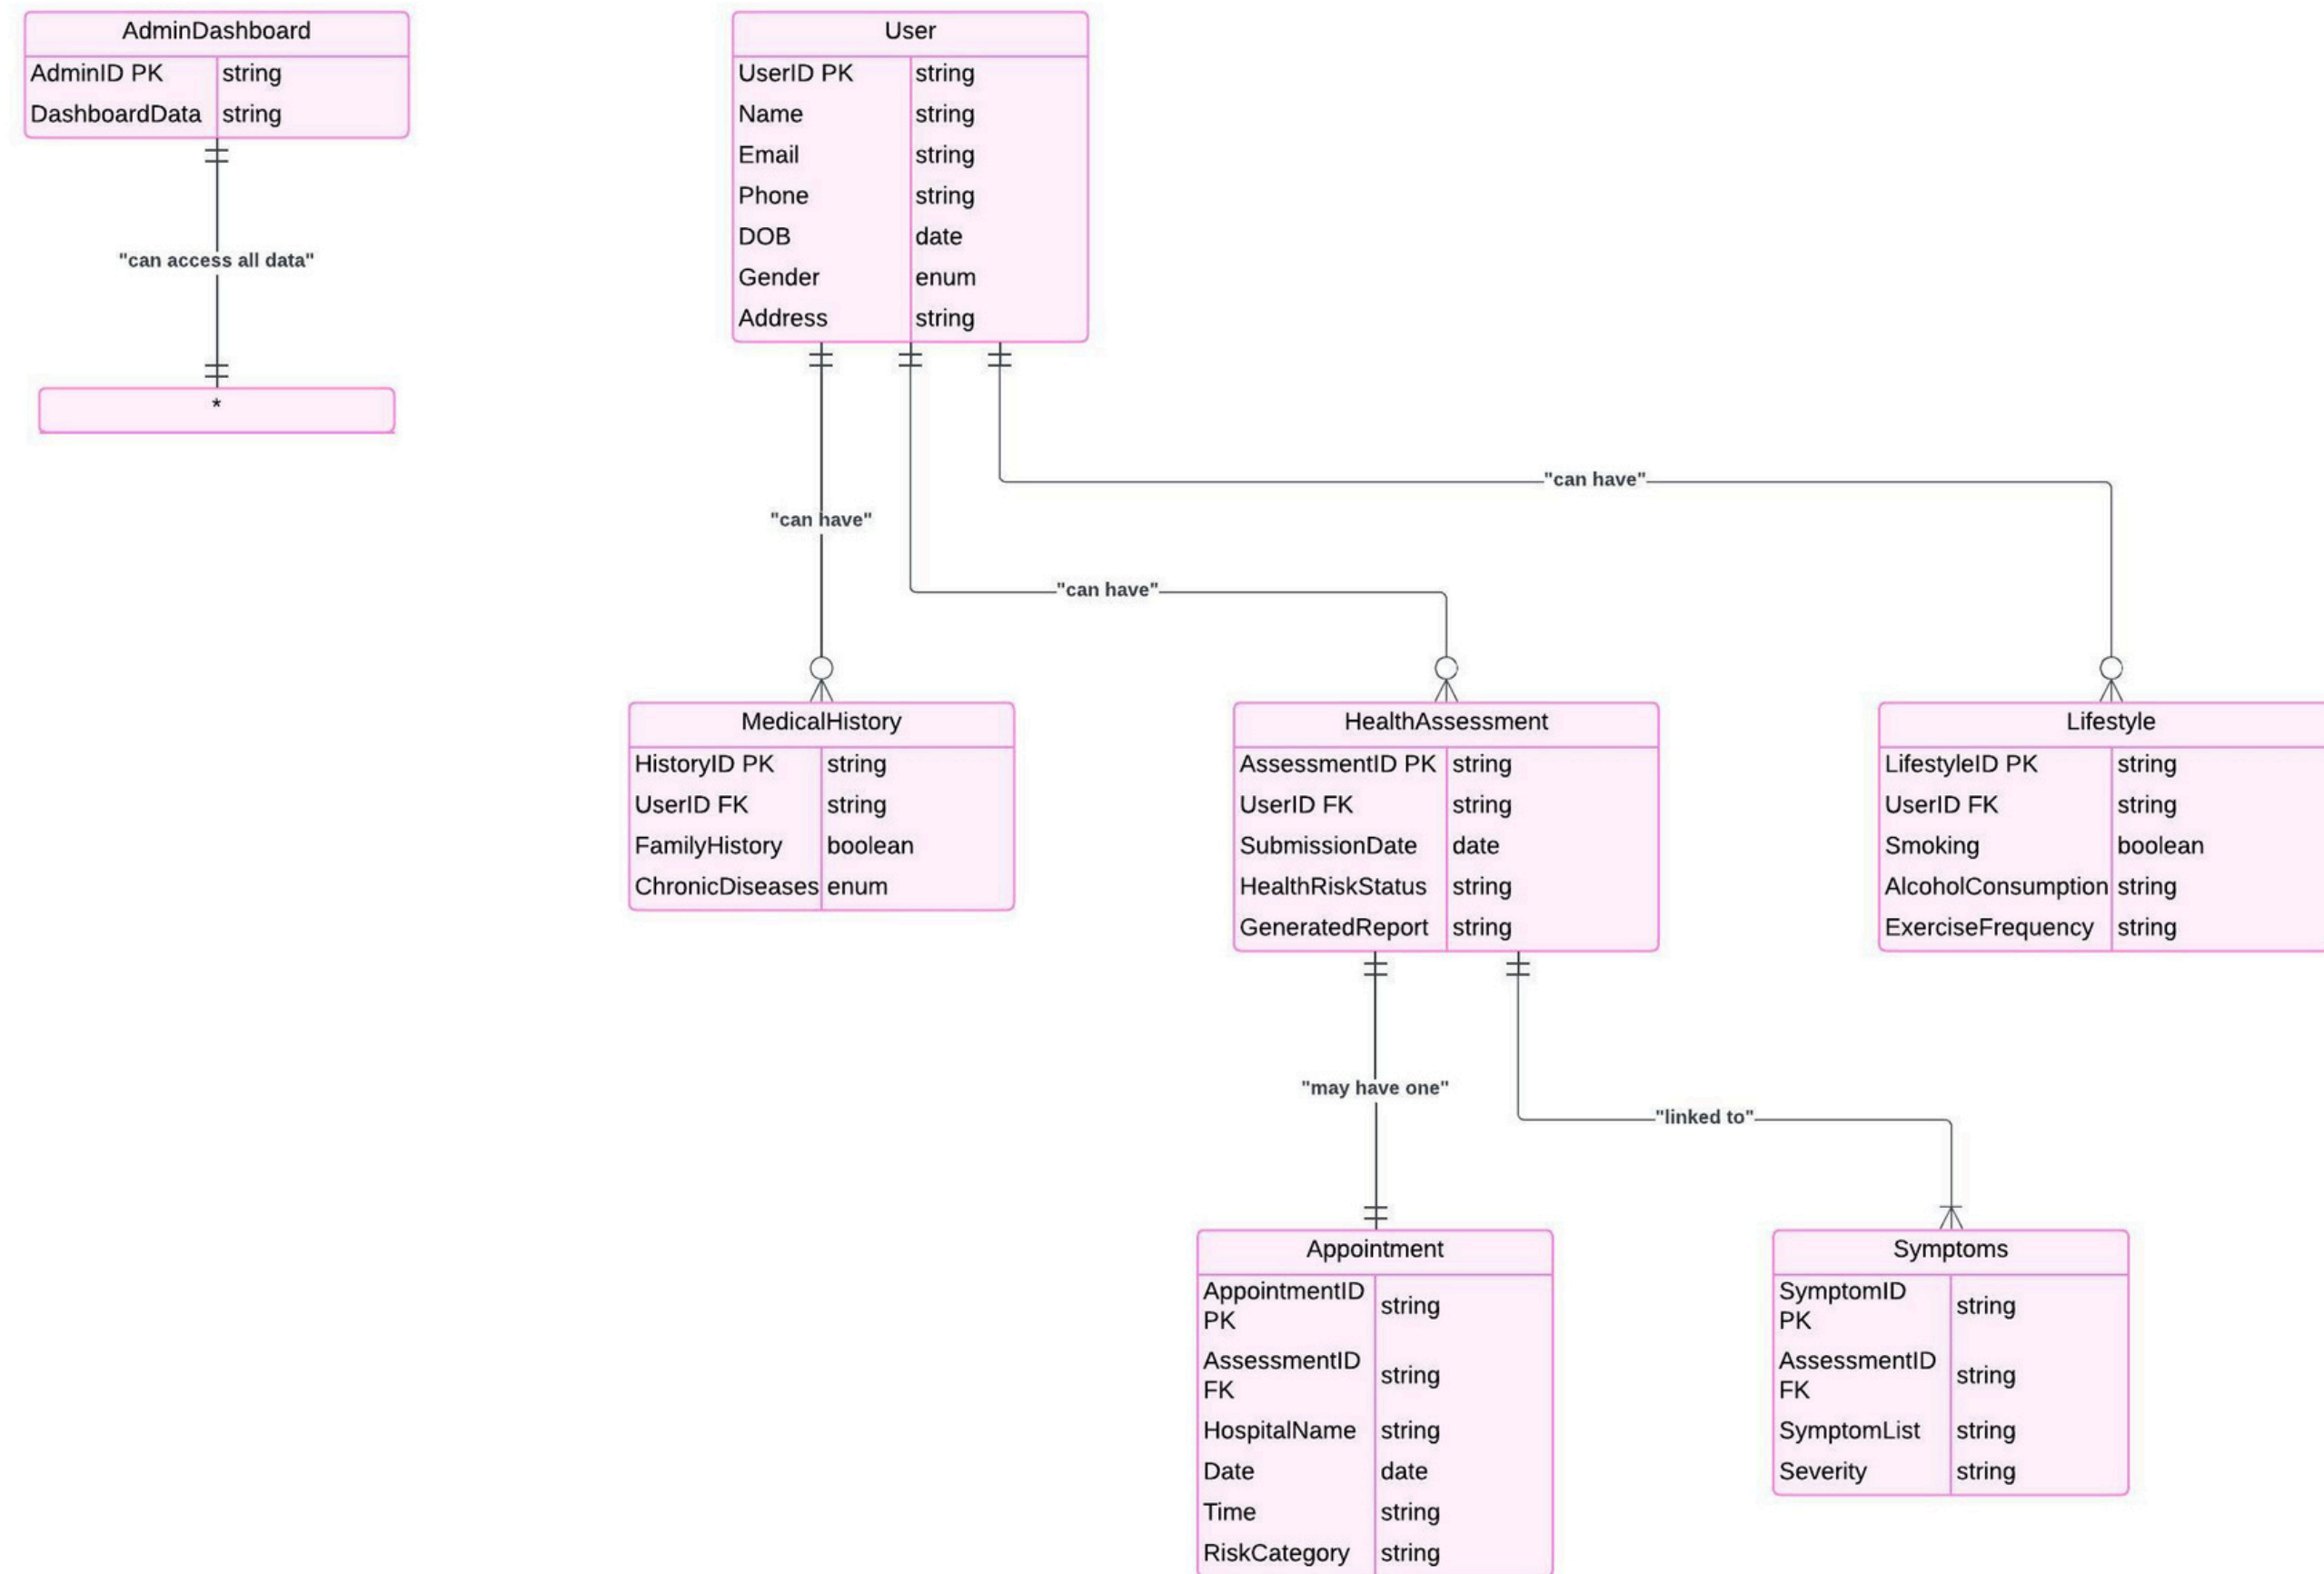 AdminDashboard
AdminID PK string
DashboardData string
"can access all data"
*
User
UserID PK string
Name string
Email string
Phone string
DOB date
Gender enum
Address string
"can have"
"can have"
"can have"
MedicalHistory
HistoryID PK string
UserID FK string
FamilyHistory boolean
ChronicDiseases enum
HealthAssessment
AssessmentID PK string
UserID FK string
SubmissionDate date
HealthRiskStatus string
GeneratedReport string
Lifestyle
LifestyleID PK string
UserID FK string
Smoking boolean
AlcoholConsumption string
ExerciseFrequency string
"may have one"
"linked to"
Appointment
AppointmentID
PK string
AssessmentID
FK string
HospitalName string
Date date
Time string
RiskCategory string
Symptoms
SymptomID
PK string
AssessmentID
FK string
SymptomList string
Severity string